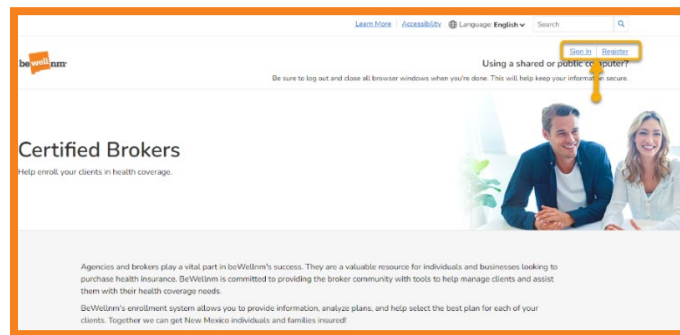 Learn More Accessibility Language: English Search
Sign In Register
bewellnm
Using a shared or public computer?
Be sure to log out and close all browser windows when you're done. This will help keep your information secure.
Certified Brokers
Help enroll your clients in health coverage.
Agencies and brokers play a vital part in beWellnm's success. They are a valuable resource for individuals and businesses looking to
purchase health insurance. BeWellnm is committed to providing the broker community with tools to help manage clients and assist
them with their health coverage needs.
BeWellnm's enrollment system allows you to provide information, analyze plans, and help select the best plan for each of your
clients. Together we can get New Mexico individuals and families insured!